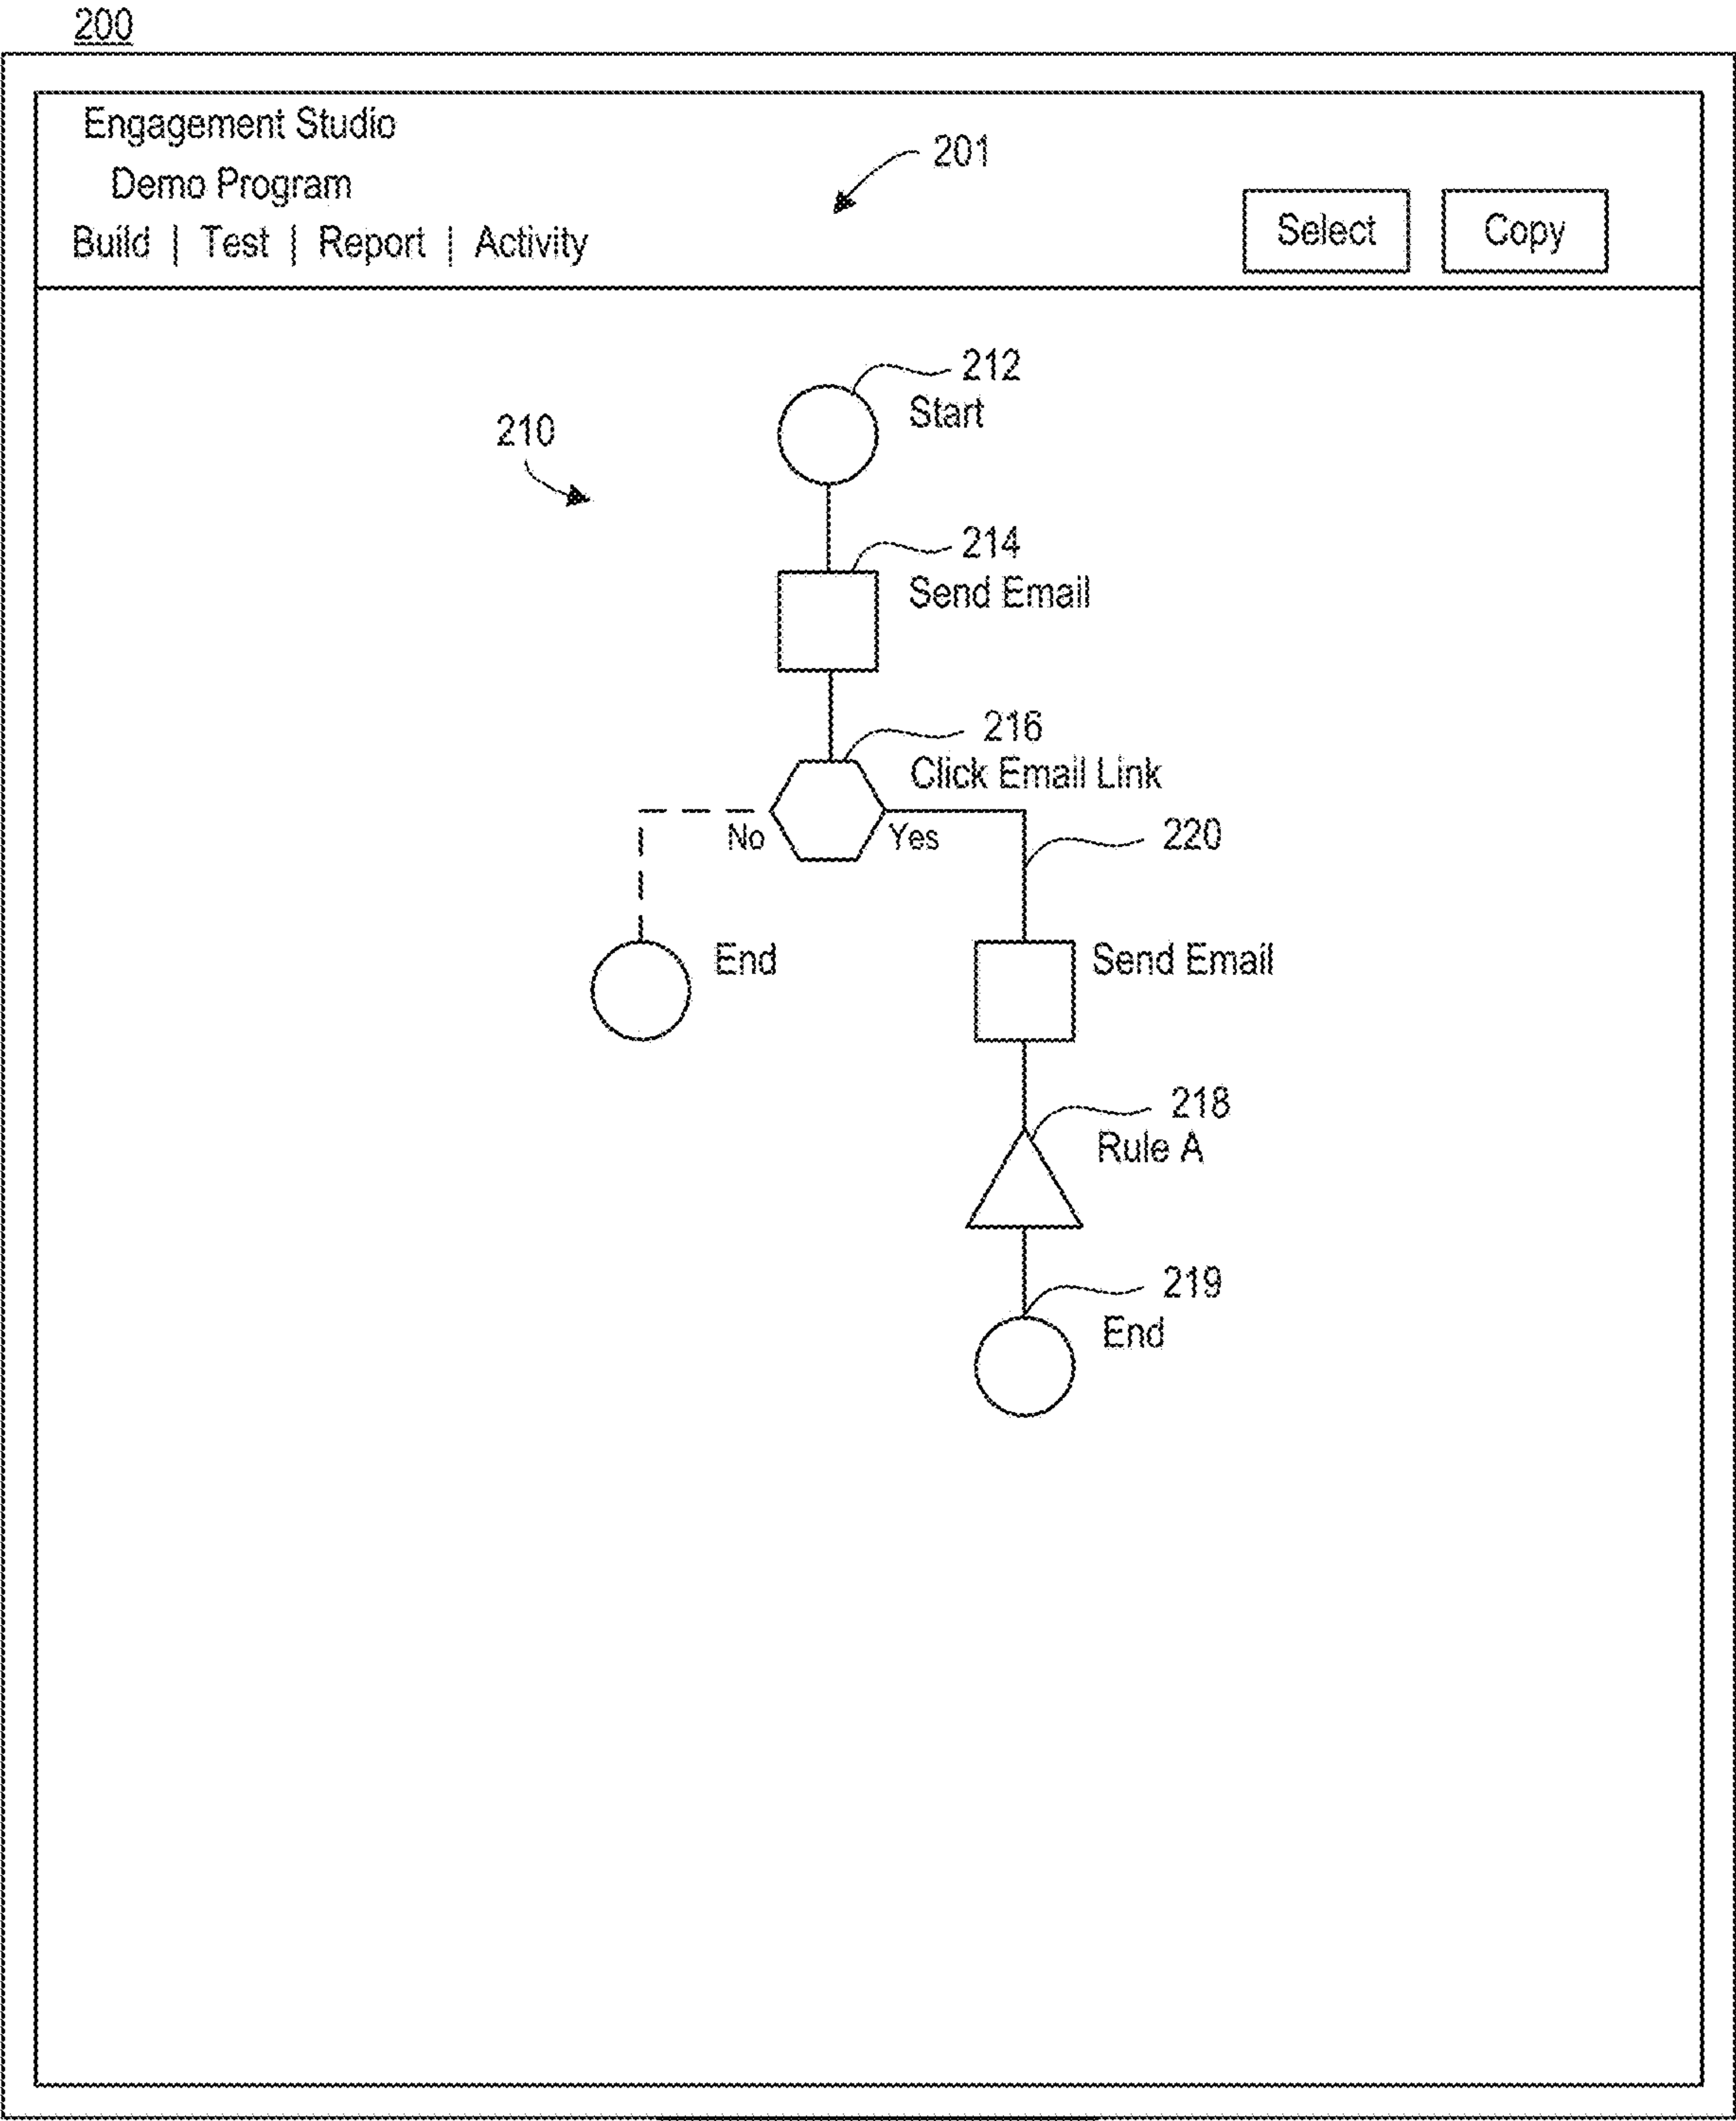 200
Engagement Studio
201
Demo Program
Select
Copy
Build | Test | Report | Activity
212
Start
210
214
Send Email
216
Click Email Link
No
Yes
220
End
Send Email
218
Rule A
219
End